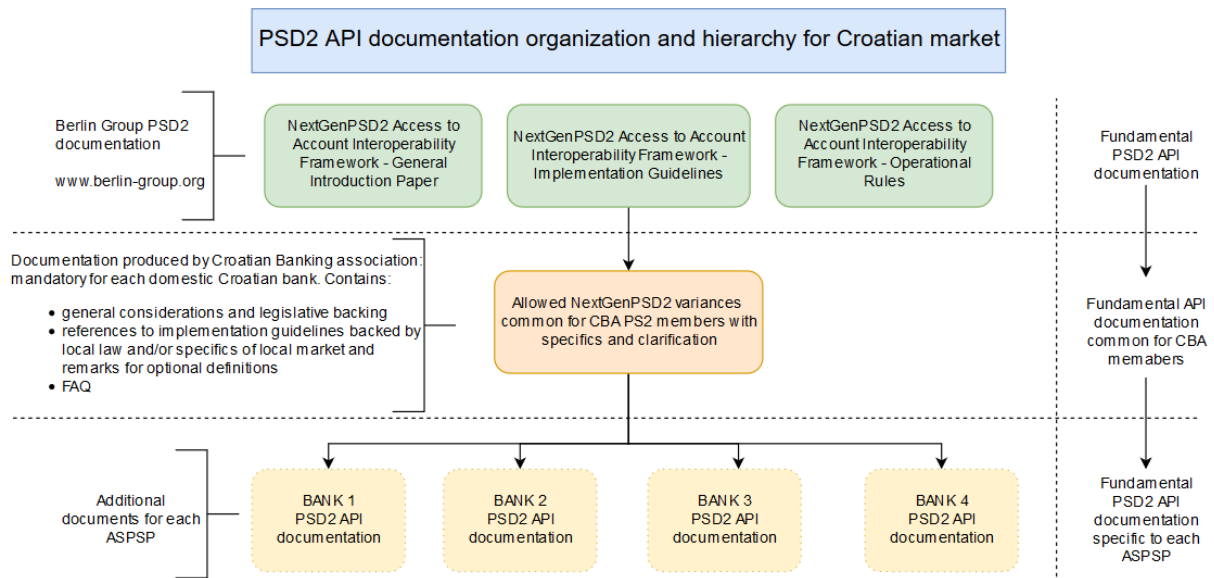 PSD2 API documentation organization and hierarchy for Croatian market
Berlin Group PSD2
documentation
www.berlin-group.org
NextGenPSD2 Access to
Account Interoperability
Framework - General
Introduction Paper
NextGenPSD2 Access to Account
Interoperability Framework -
Implementation Guidelines
NextGenPSD2 Access to
Account Interoperability
Framework - Operational
Rules
Fundamental
PSD2 API
documentation
Documentation produced by Croatian Banking association:
mandatory for each domestic Croatian bank. Contains:
• general considerations and legislative backing
• references to implementation guidelines backed by
local law and/or specifics of local market and
remarks for optional definitions
• FAQ
Allowed NextGenPSD2 variances
common for CBA PS2 members with
specifics and clarification
Fundamental API
documentation
common for CBA
memabers
Additional
documents for each
ASPSP
BANK 1
PSD2 API
documentation
BANK 2
PSD2 API
documentation
BANK 3
PSD2 API
documentation
BANK 4
PSD2 API
documentation
Fundamental
PSD2 API
documentation
specific to each
ASPSP